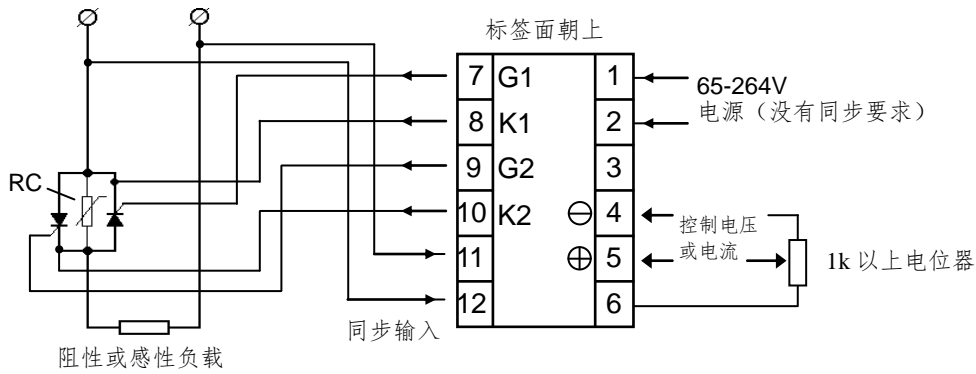 标签面朝上
7 G1 1
65-264V
电源（没有同步要求）
8 K1 2
9 G2 3
RC
10 K2 ⊖ 4
控制电压
或电流
11 ⊕ 5
1k 以上电位器
12 6
同步输入
阻性或感性负载